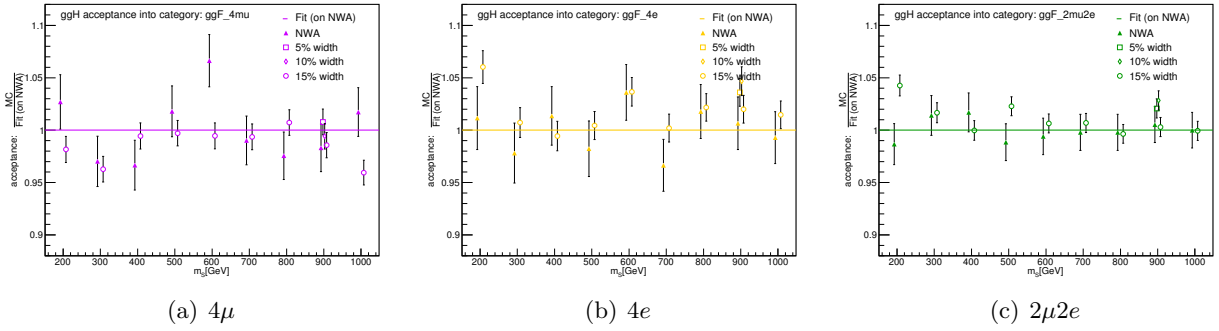 ggH acceptance into category: ggF_4mu
Fit (on NWA)
NWA
5% width
10% width
15% width
acceptance: MC
Fit (on NWA)
1.1
1.05
1
0.95
0.9
200 300 400 500 600 700 800 900 1000
mS[GeV]
(a) 4μ
ggH acceptance into category: ggF_4e
Fit (on NWA)
NWA
5% width
10% width
15% width
acceptance: MC
Fit (on NWA)
1.1
1.05
1
0.95
0.9
200 300 400 500 600 700 800 900 1000
mS[GeV]
(b) 4e
ggH acceptance into category: ggF_2mu2e
Fit (on NWA)
NWA
5% width
10% width
15% width
acceptance: MC
Fit (on NWA)
1.1
1.05
1
0.95
0.9
200 300 400 500 600 700 800 900 1000
mS[GeV]
(c) 2μ2e